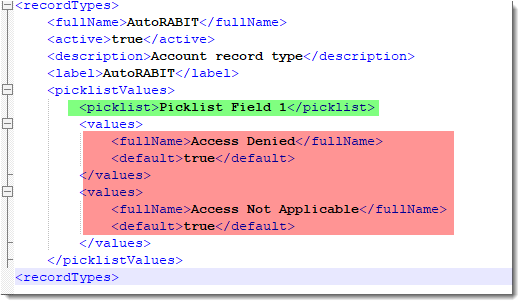 <recordTypes>
<fullName>AutoRABIT</fullName>
<active>true</active>
<description>Account record type</description>
<label>AutoRABIT</label>
<picklistValues>
<picklist>Picklist Field 1</picklist>
<values>
<fullName>Access Denied</fullName>
<default>true</default>
</values>
<values>
<fullName>Access Not Applicable</fullName>
<default>true</default>
</values>
</picklistValues>
<recordTypes>